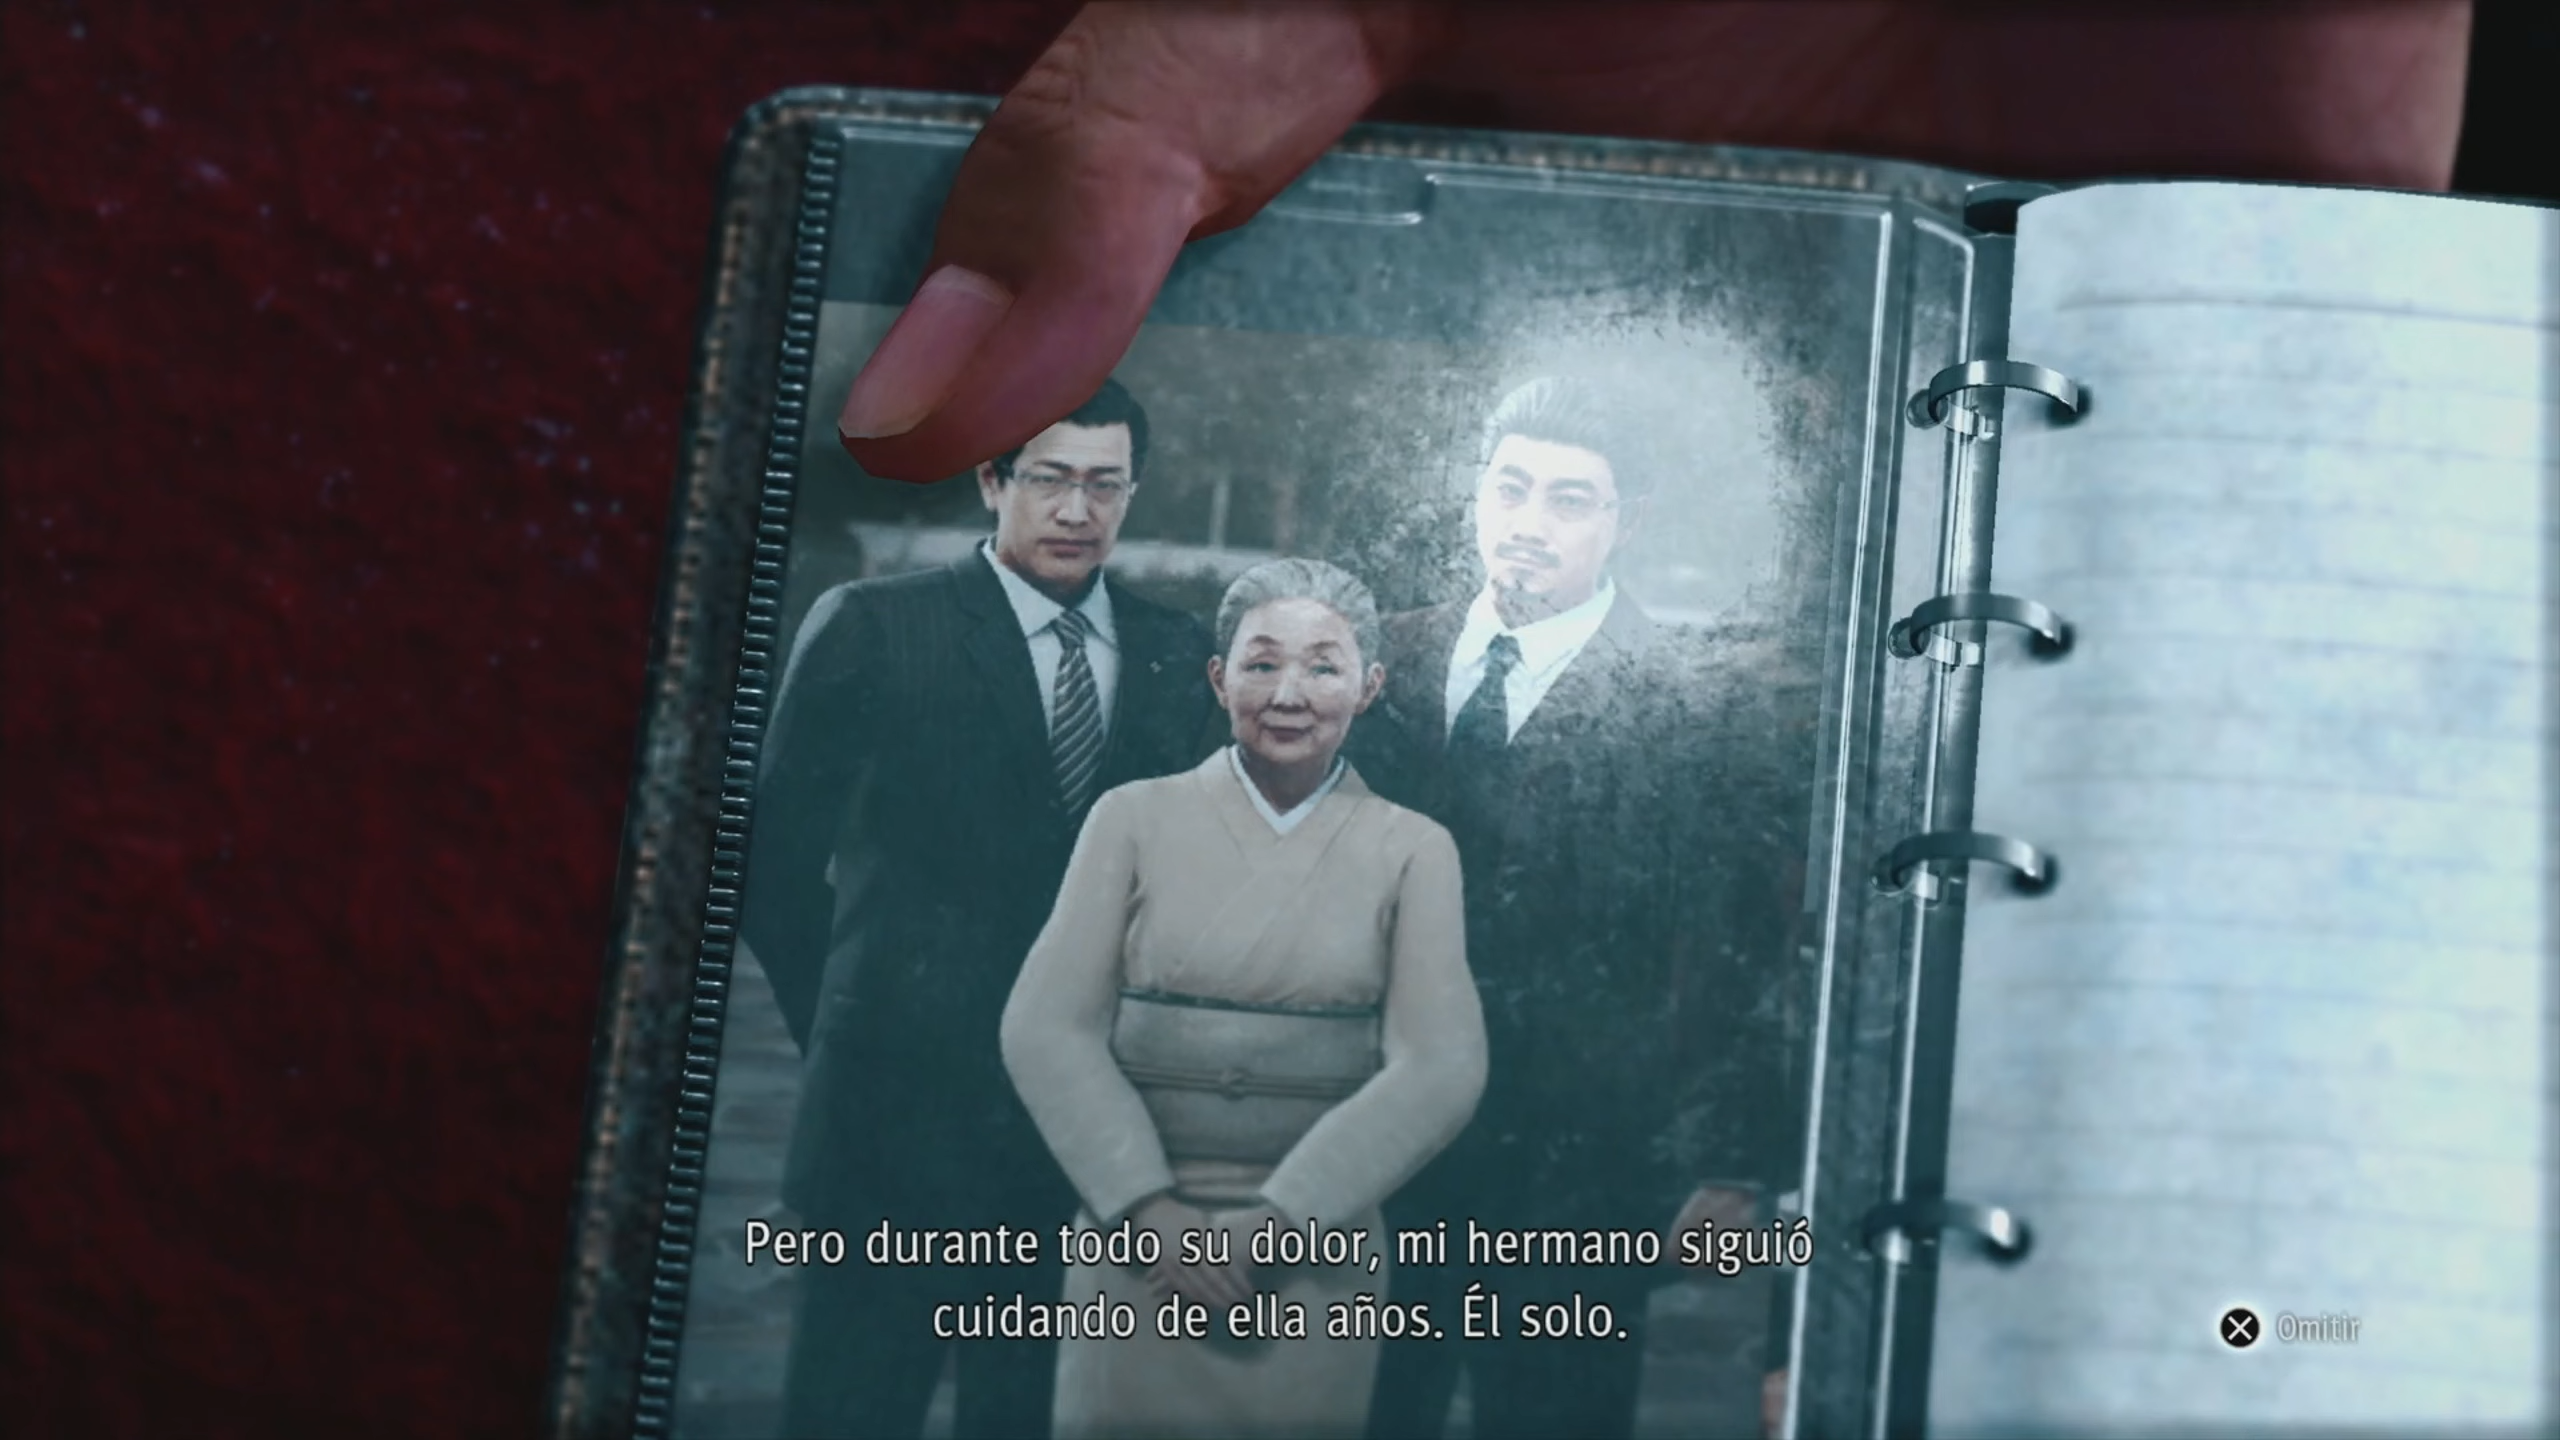 Pero durante todo su dolor, mi hermano siguió
cuidando de ella años. Él solo.
Omitir